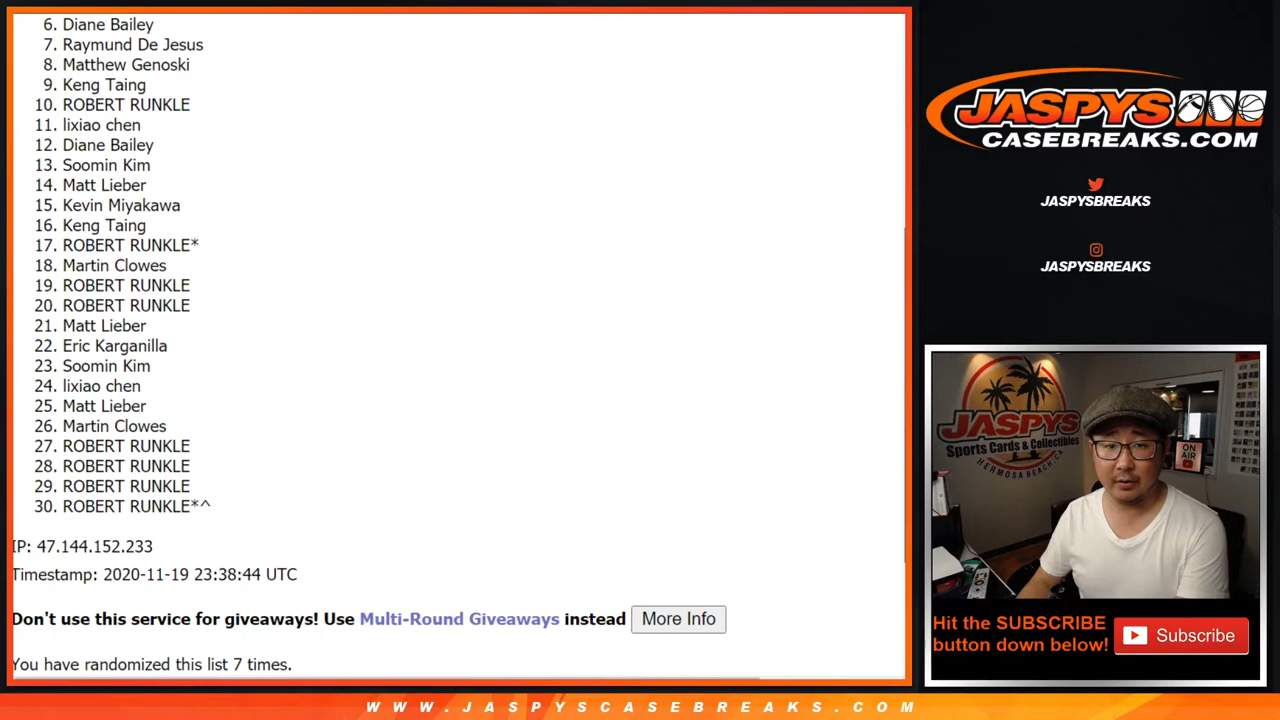 6. Diane Bailey
7. Raymund De Jesus
8. Matthew Genoski
9. Keng Taing
10. ROBERT RUNKLE
11. lixiao chen
12. Diane Bailey
13. Soomin Kim
14. Matt Lieber
15. Kevin Miyakawa
16. Keng Taing
17. ROBERT RUNKLE*
18. Martin Clowes
19. ROBERT RUNKLE
20. ROBERT RUNKLE
21. Matt Lieber
22. Eric Karganilla
23. Soomin Kim
24. lixiao chen
25. Matt Lieber
26. Martin Clowes
27. ROBERT RUNKLE
28. ROBERT RUNKLE
29. ROBERT RUNKLE
30. ROBERT RUNKLE*^
IP: 47.144.152.233
Timestamp: 2020-11-19 23:38:44 UTC
Don't use this service for giveaways! Use Multi-Round Giveaways instead More Info
You have randomized this list 7 times.
JASPYS
CASEBREAKS.COM
JASPYSBREAKS
JASPYSBREAKS
JASPYS
Sports Cards & Collectibles
HERMOSA BEACH, CA
ON AIR
Hit the SUBSCRIBE
button down below!
Subscribe
WWW.JASPYSCASEBREAKS.COM